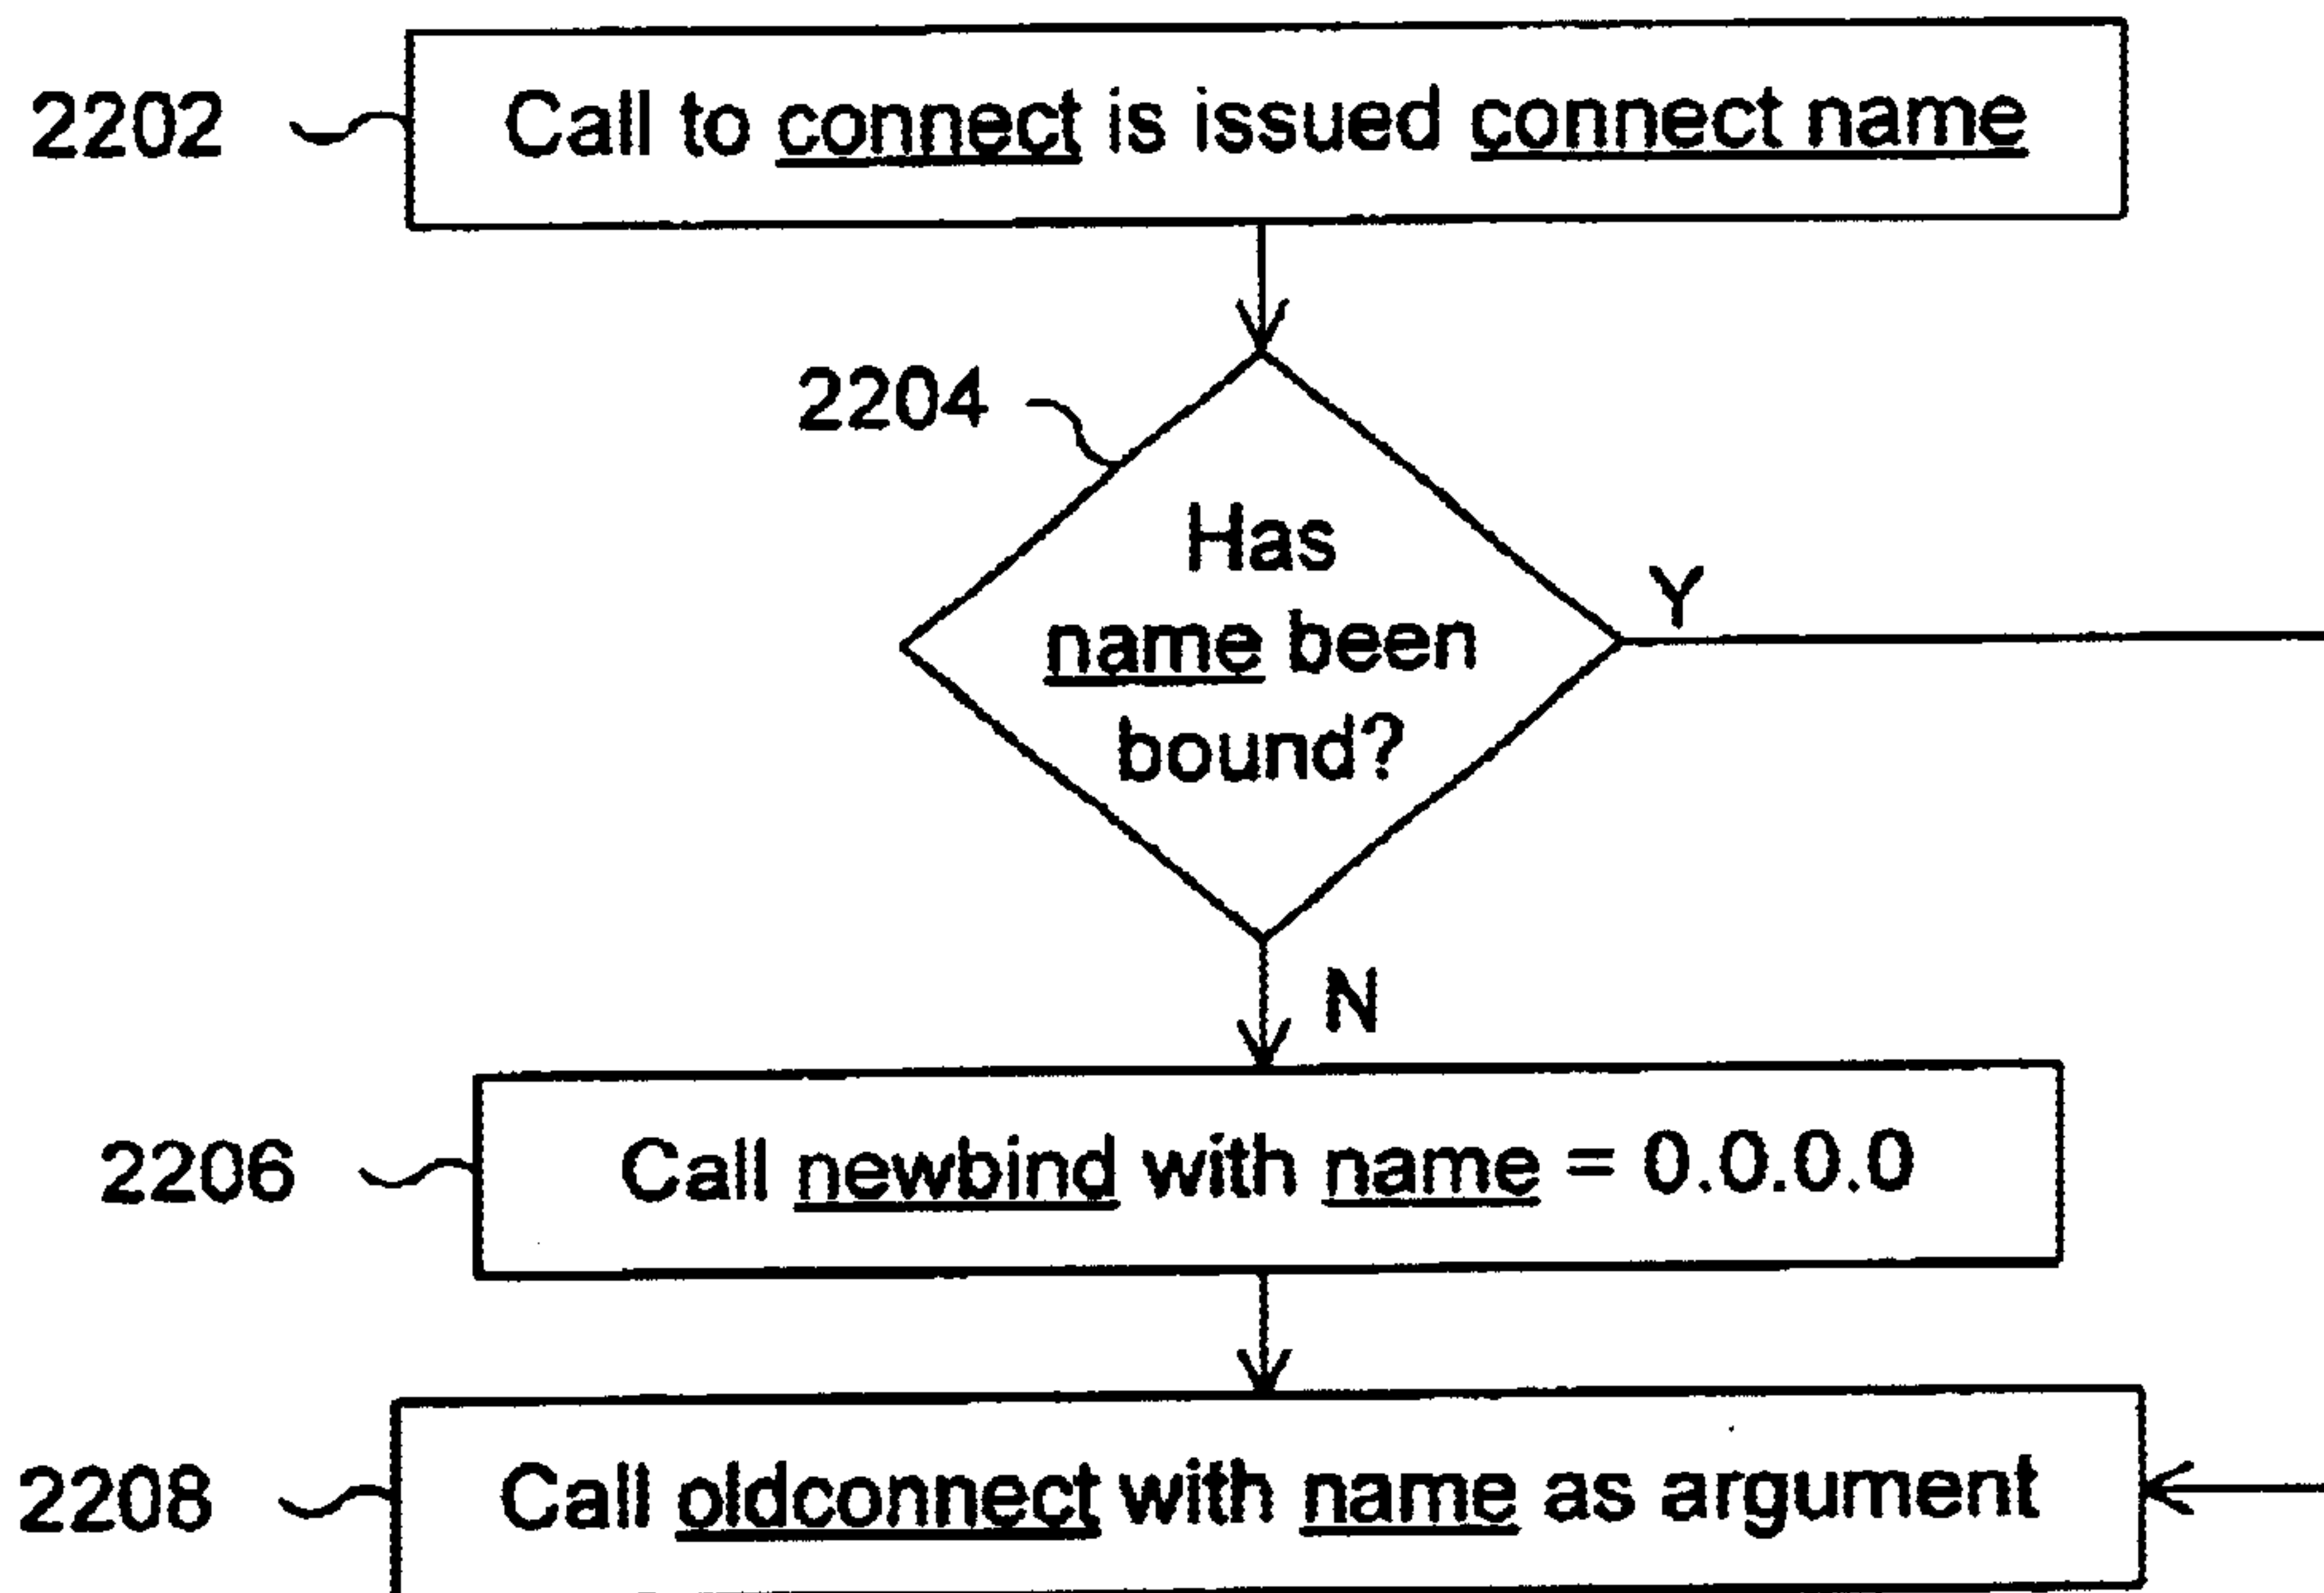 2202 Call to connect is issued connect name
2204
Has
name been
bound?
Y
N
2206 Call newbind with name = 0.0.0.0
2208 Call oldconnect with name as argument